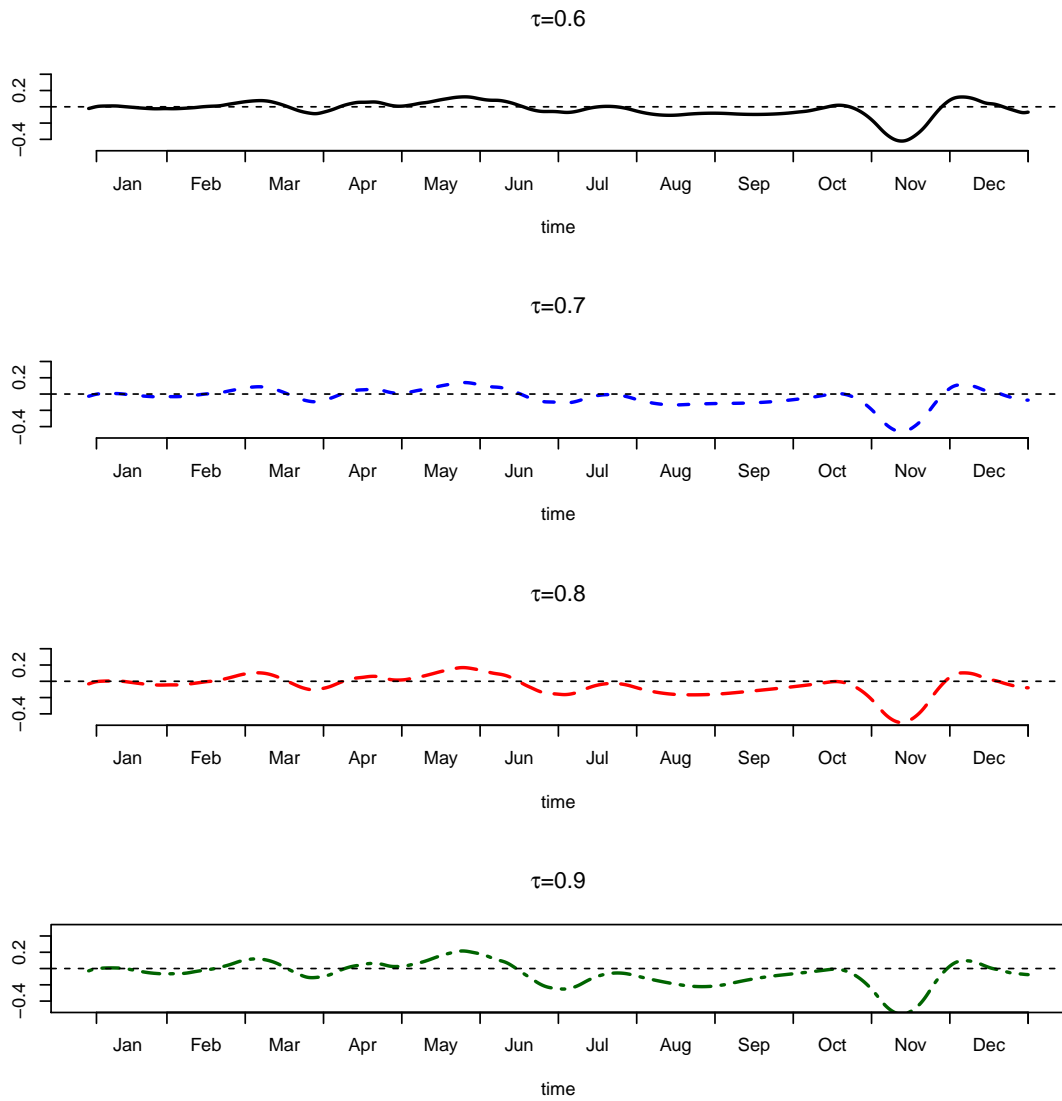 τ=0.6
0.2
−0.4
Jan Feb Mar Apr May Jun Jul Aug Sep Oct Nov Dec
time
τ=0.7
0.2
−0.4
Jan Feb Mar Apr May Jun Jul Aug Sep Oct Nov Dec
time
τ=0.8
0.2
−0.4
Jan Feb Mar Apr May Jun Jul Aug Sep Oct Nov Dec
time
τ=0.9
0.2
−0.4
Jan Feb Mar Apr May Jun Jul Aug Sep Oct Nov Dec
time